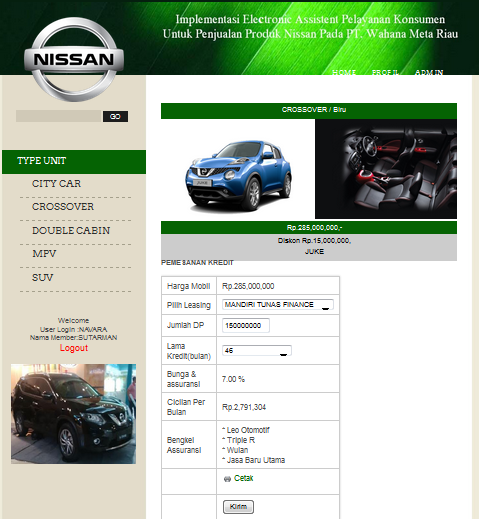 Implementasi Electronic Assistent Pelayanan Konsumen
Untuk Penjualan Produk Nissan Pada PT. Wahana Meta Riau
NISSAN
HOME PROFIL ADMIN
GO
TYPE UNIT
CITY CAR
CROSSOVER
DOUBLE CABIN
MPV
SUV
Welcome
User Login :NAVARA
Nama Member:SUTARMAN
Logout
CROSSOVER / Biru
JUKE
Rp.285,000,000,-
Diskon Rp.15,000,000,
JUKE
PEMESANAN KREDIT
Harga Mobil Rp.285,000,000
Pilih Leasing MANDIRI TUNAS FINANCE
Jumlah DP 150000000
Lama
Kredit(bulan) 46
Bunga &
assuransi 7.00 %
Cicilan Per
Bulan Rp.2,791,304
Bengkel
Assuransi
* Leo Otomotif
* Triple R
* Wulan
* Jasa Baru Utama
Cetak
Kirim